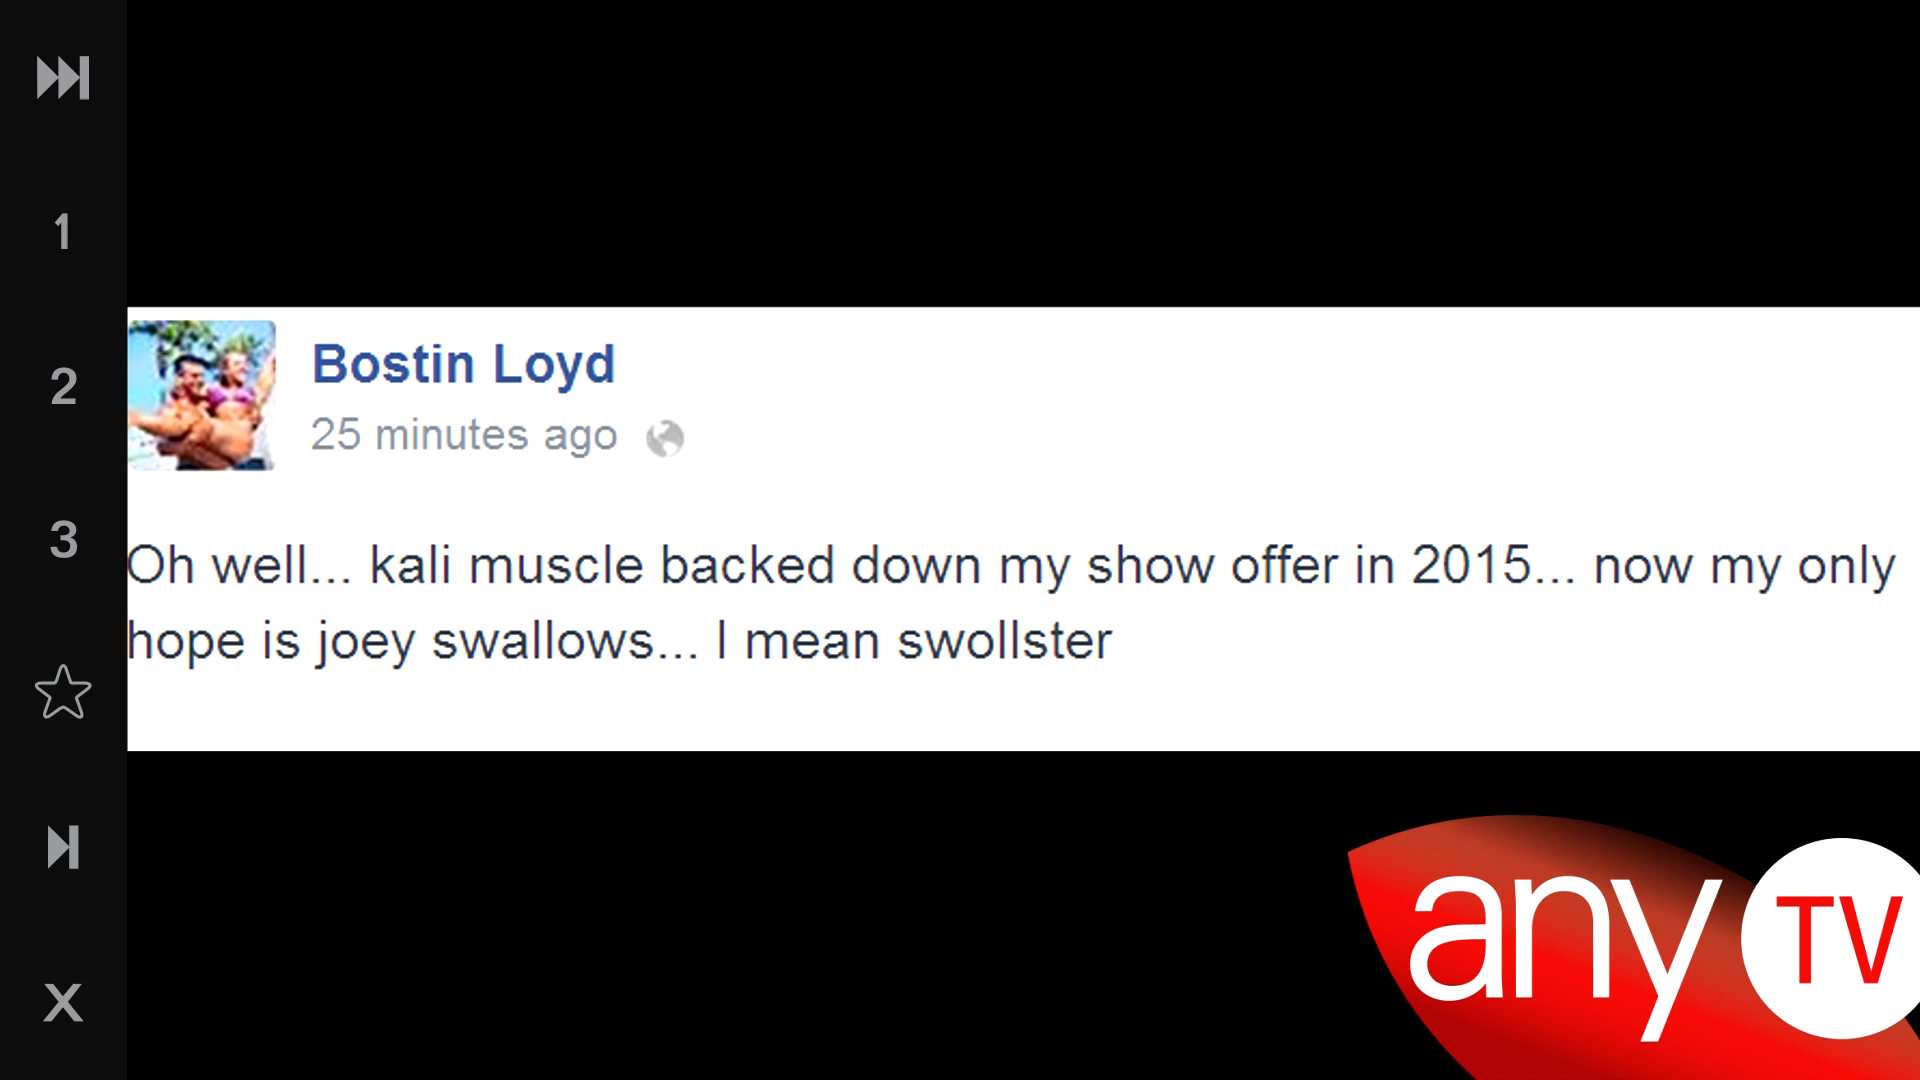 1
2
3
X
Bostin Loyd
25 minutes ago
Oh well... kali muscle backed down my show offer in 2015... now my only
hope is joey swallows... I mean swollster
any TV